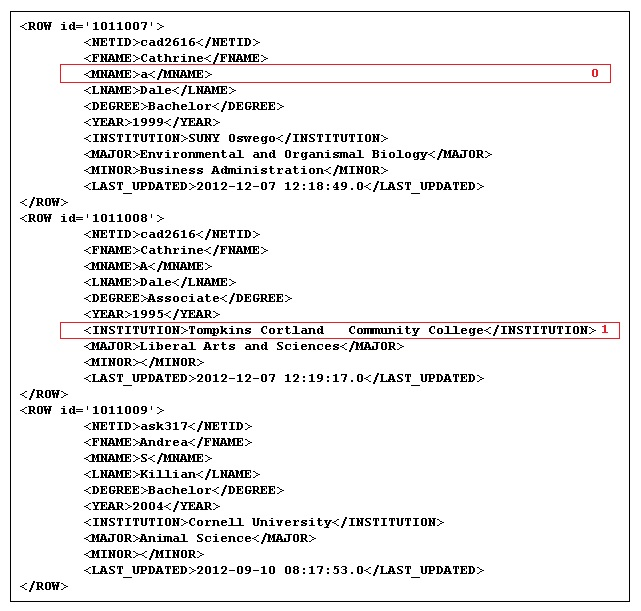 <ROW id='1011007'>
<NETID>cad2616</NETID>
<FNAME>Cathrine</FNAME>
<MNAME>a</MNAME> 0
<LNAME>Dale</LNAME>
<DEGREE>Bachelor</DEGREE>
<YEAR>1999</YEAR>
<INSTITUTION>SUNY Oswego</INSTITUTION>
<MAJOR>Environmental and Organismal Biology</MAJOR>
<MINOR>Business Administration</MINOR>
<LAST_UPDATED>2012-12-07 12:18:49.0</LAST_UPDATED>
</ROW>
<ROW id='1011008'>
<NETID>cad2616</NETID>
<FNAME>Cathrine</FNAME>
<MNAME>A</MNAME>
<LNAME>Dale</LNAME>
<DEGREE>Associate</DEGREE>
<YEAR>1995</YEAR>
<INSTITUTION>Tompkins Cortland   Community College</INSTITUTION> 1
<MAJOR>Liberal Arts and Sciences</MAJOR>
<MINOR></MINOR>
<LAST_UPDATED>2012-12-07 12:19:17.0</LAST_UPDATED>
</ROW>
<ROW id='1011009'>
<NETID>ask317</NETID>
<FNAME>Andrea</FNAME>
<MNAME>S</MNAME>
<LNAME>Killian</LNAME>
<DEGREE>Bachelor</DEGREE>
<YEAR>2004</YEAR>
<INSTITUTION>Cornell University</INSTITUTION>
<MAJOR>Animal Science</MAJOR>
<MINOR></MINOR>
<LAST_UPDATED>2012-09-10 08:17:53.0</LAST_UPDATED>
</ROW>